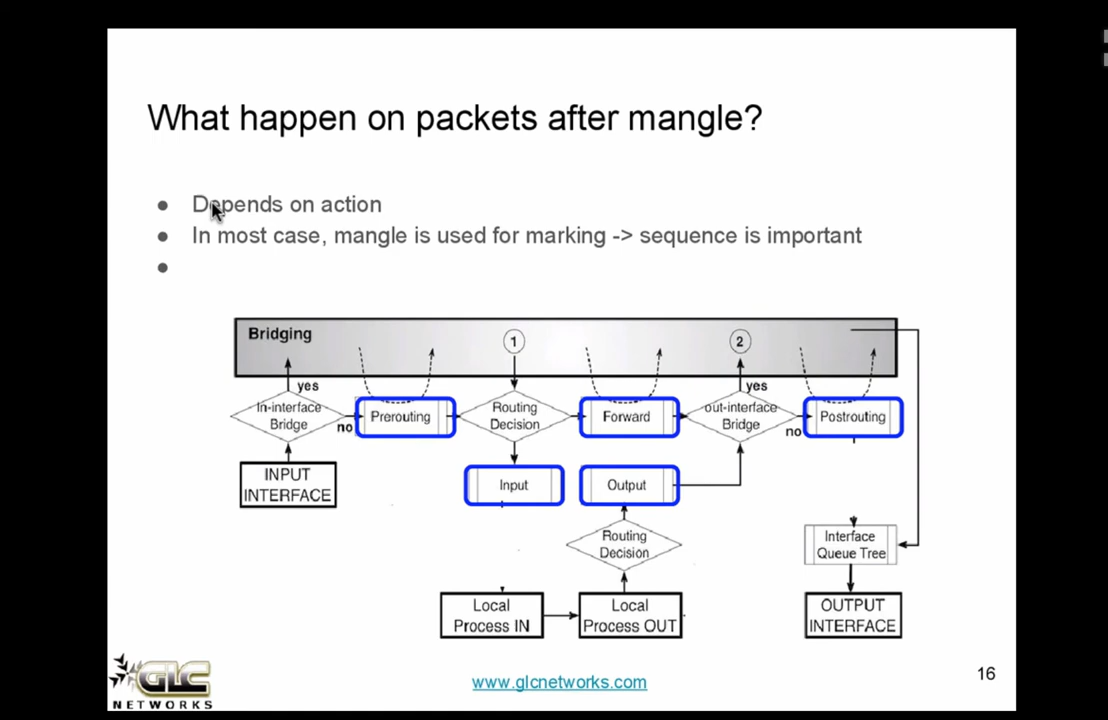 What happen on packets after mangle?
Depends on action
In most case, mangle is used for marking -> sequence is important
Bridging
1
2
yes
yes
In-interface
Bridge
no
Prerouting
Routing
Decision
Forward
out-interface
Bridge
no
Postrouting
INPUT
INTERFACE
Input
Output
Routing
Decision
Interface
Queue Tree
Local
Process IN
Local
Process OUT
OUTPUT
INTERFACE
GLC
NETWORKS
www.glcnetworks.com
16